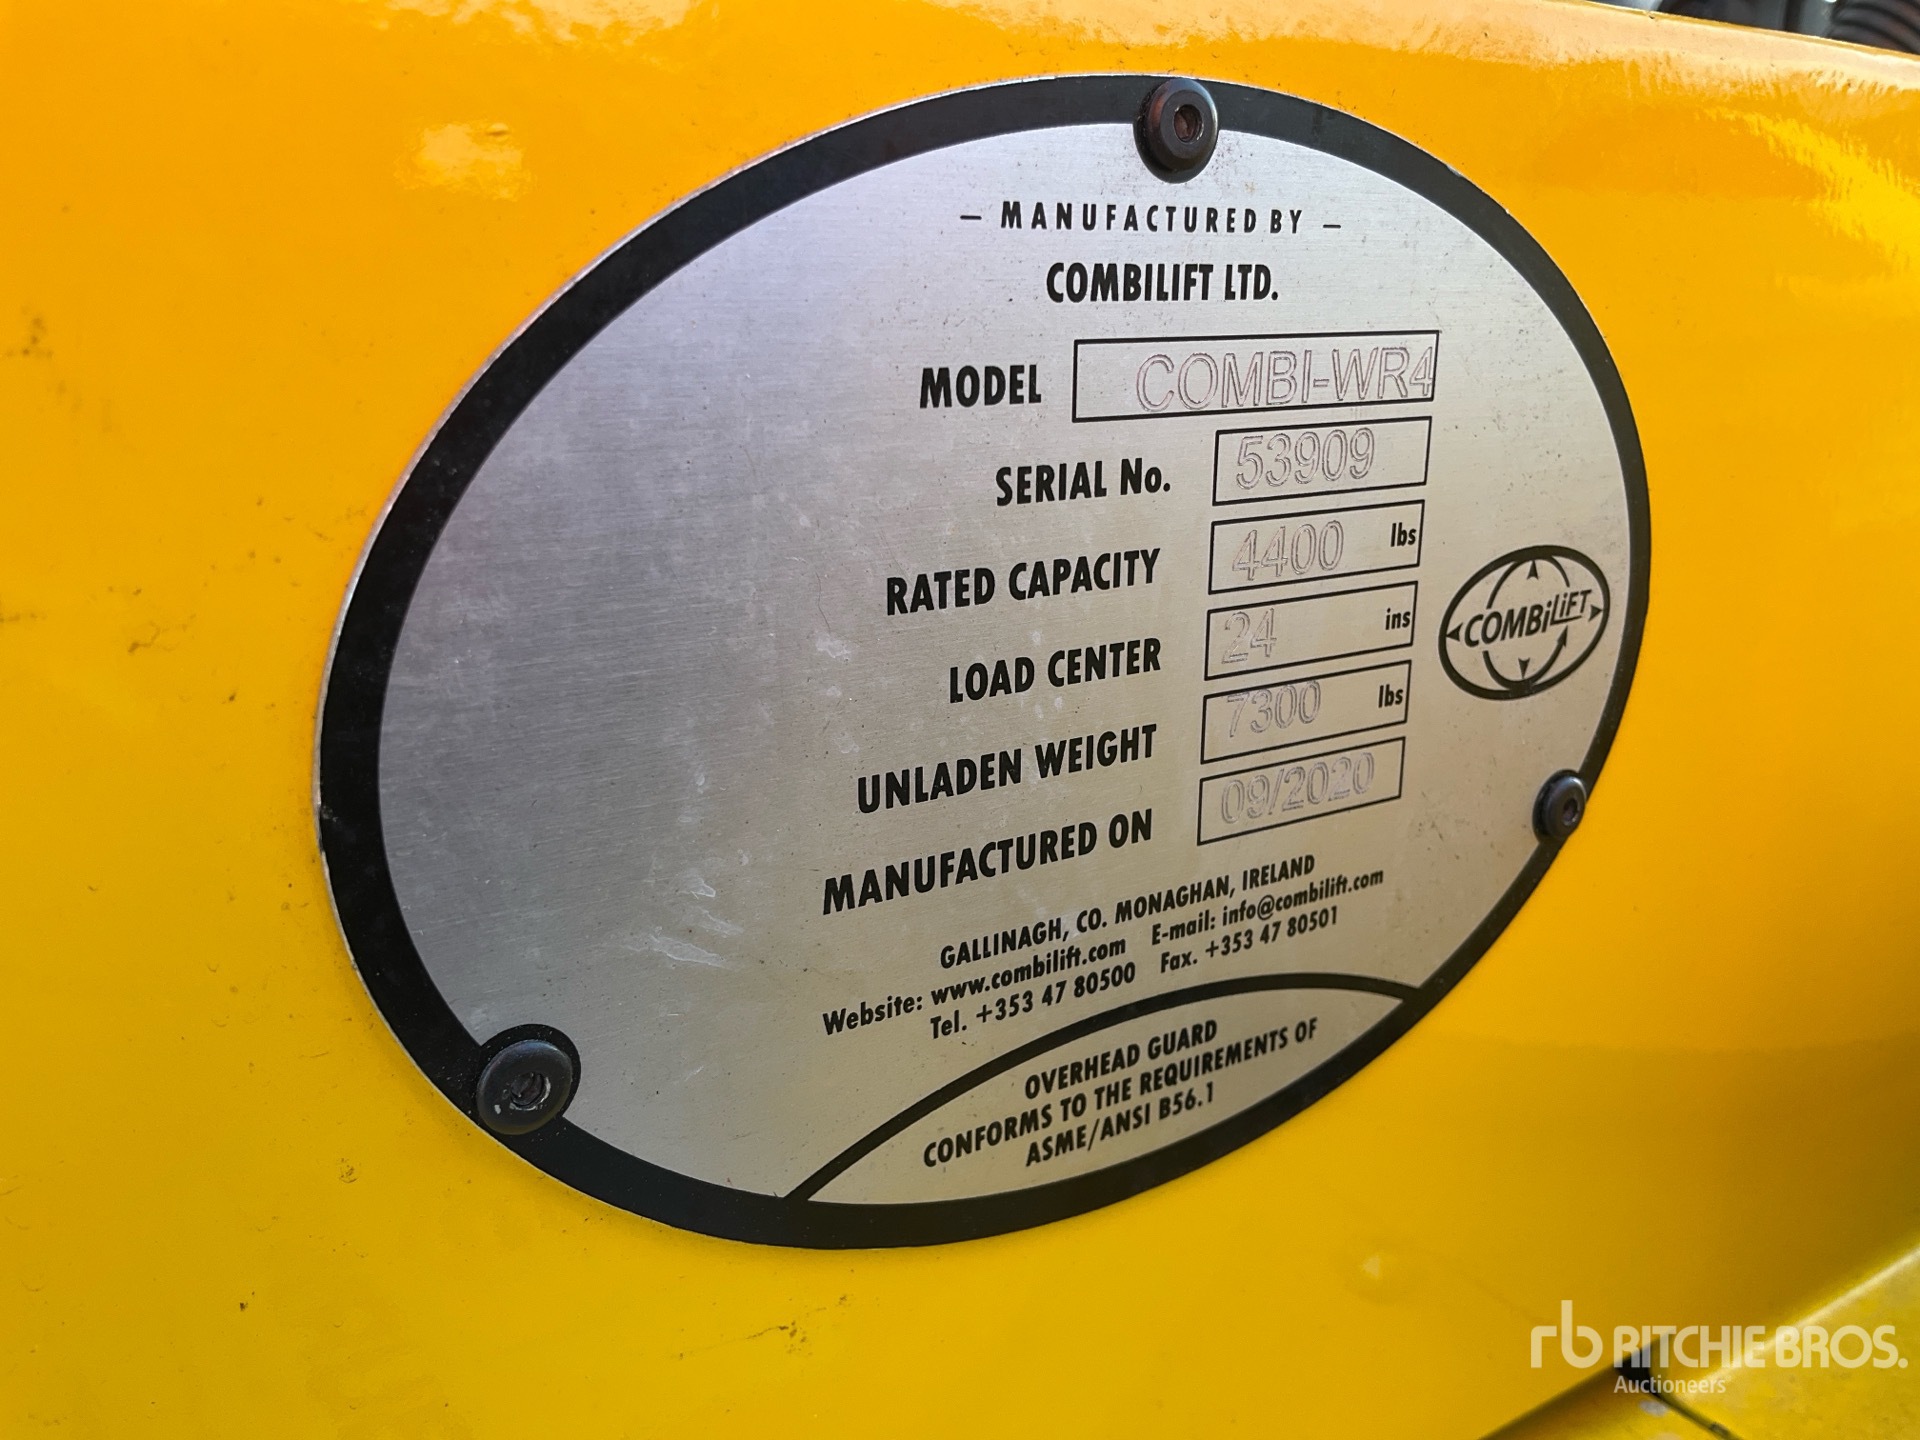 – MANUFACTURED BY –
COMBILIFT LTD.
MODEL COMBI-WR4
SERIAL No. 53909
RATED CAPACITY 4400 lbs
LOAD CENTER 24 ins
UNLADEN WEIGHT 7300 lbs
MANUFACTURED ON 09/2020
COMBiLiFT
GALLINAGH, CO. MONAGHAN, IRELAND
Website: www.combilift.com E-mail: info@combilift.com
Tel. +353 47 80500 Fax. +353 47 80501
OVERHEAD GUARD
CONFORMS TO THE REQUIREMENTS OF
ASME/ANSI B56.1
rb RITCHIE BROS.
Auctioneers